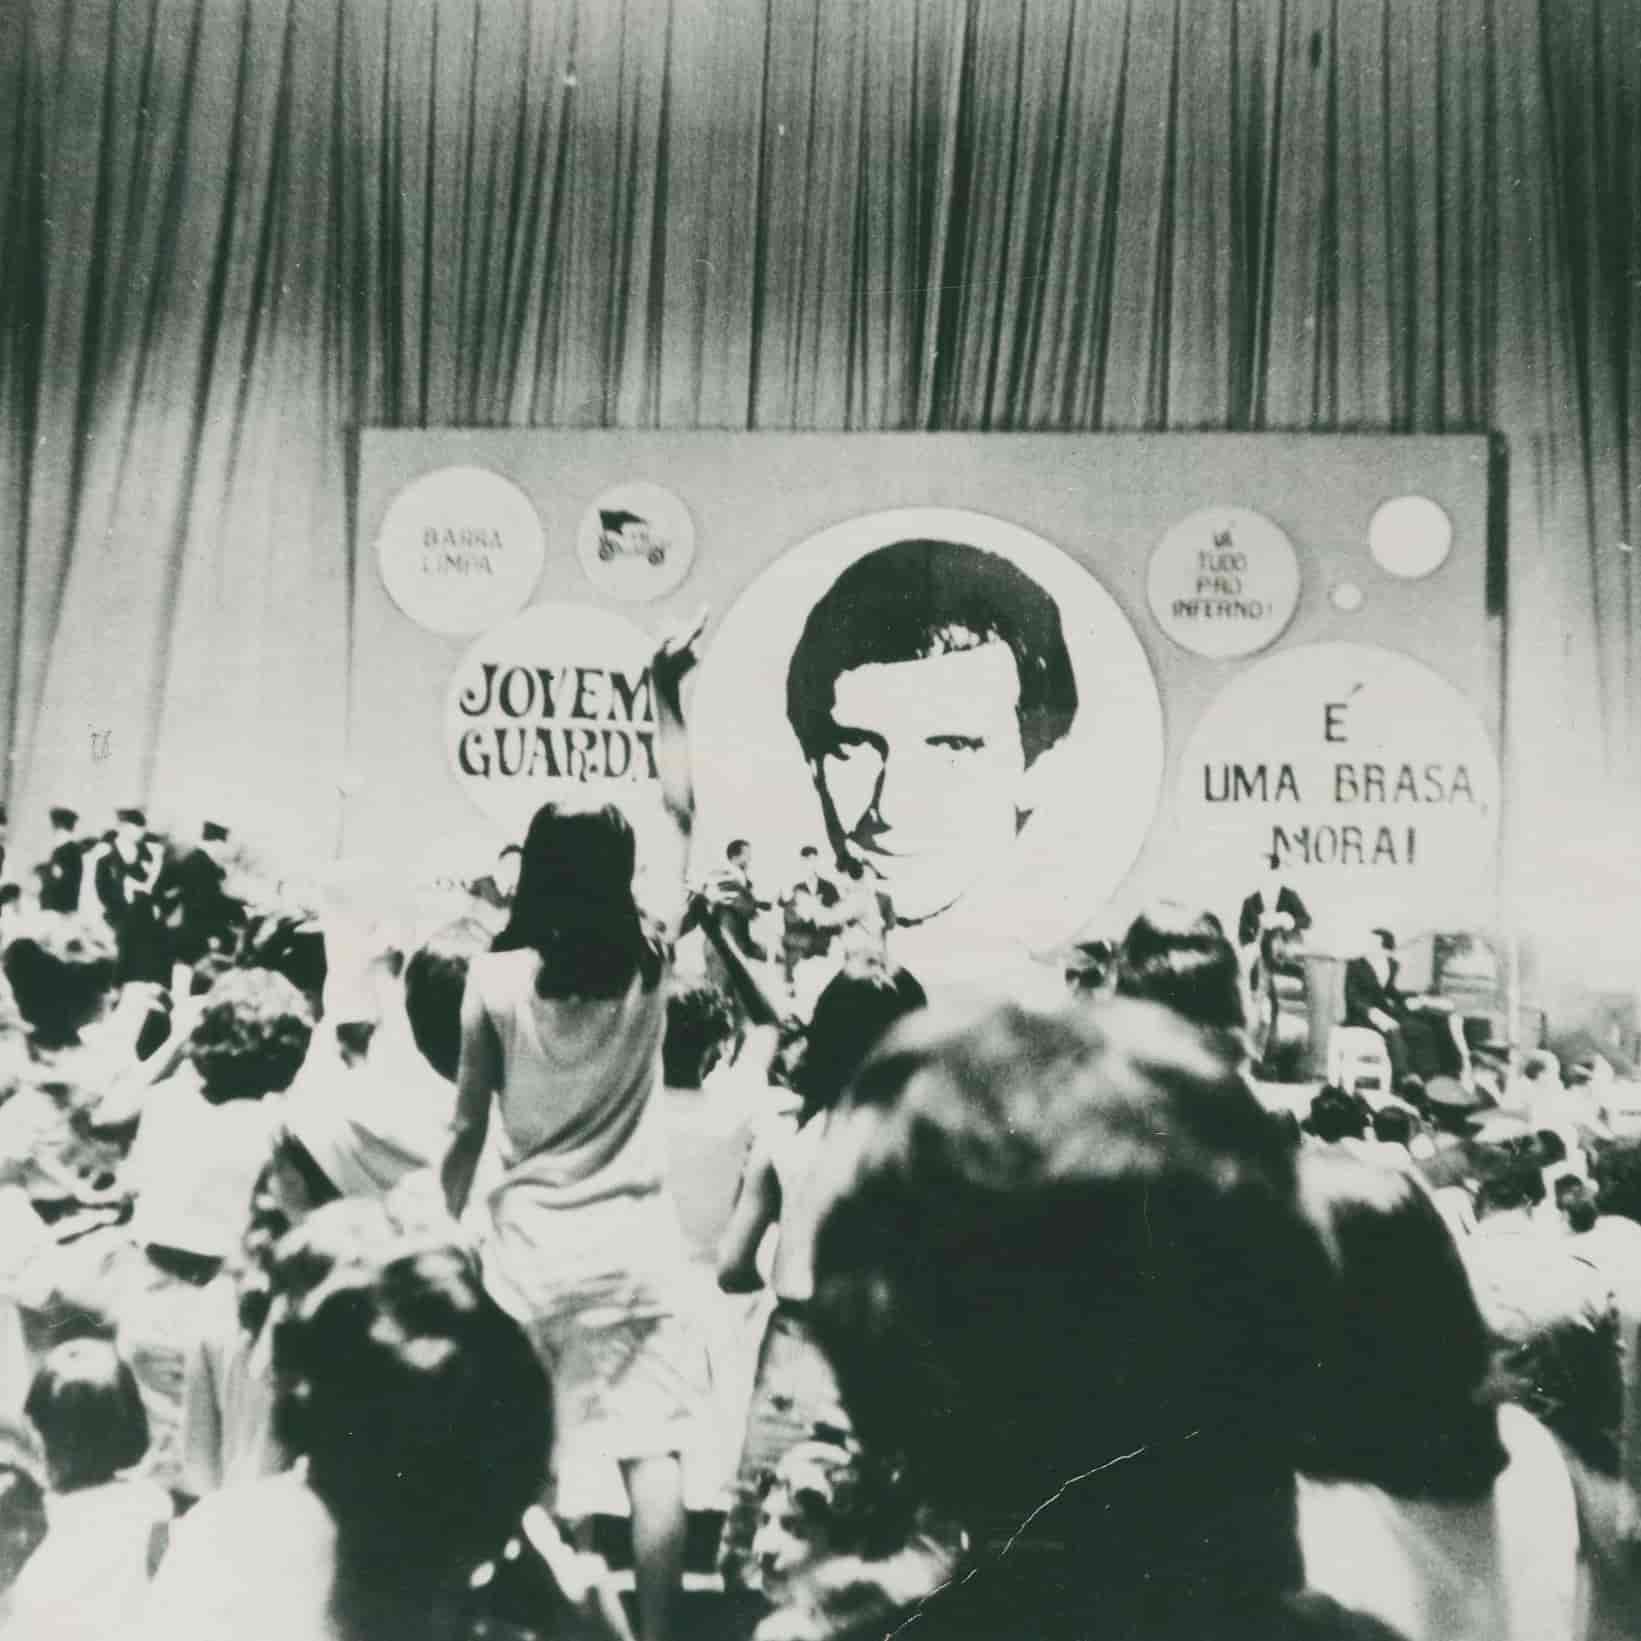 BARRA
LIMPA
JOVEM
GUARDA
VÁ
TUDO
PRO
INFERNO!
É
UMA BRASA,
MORA!